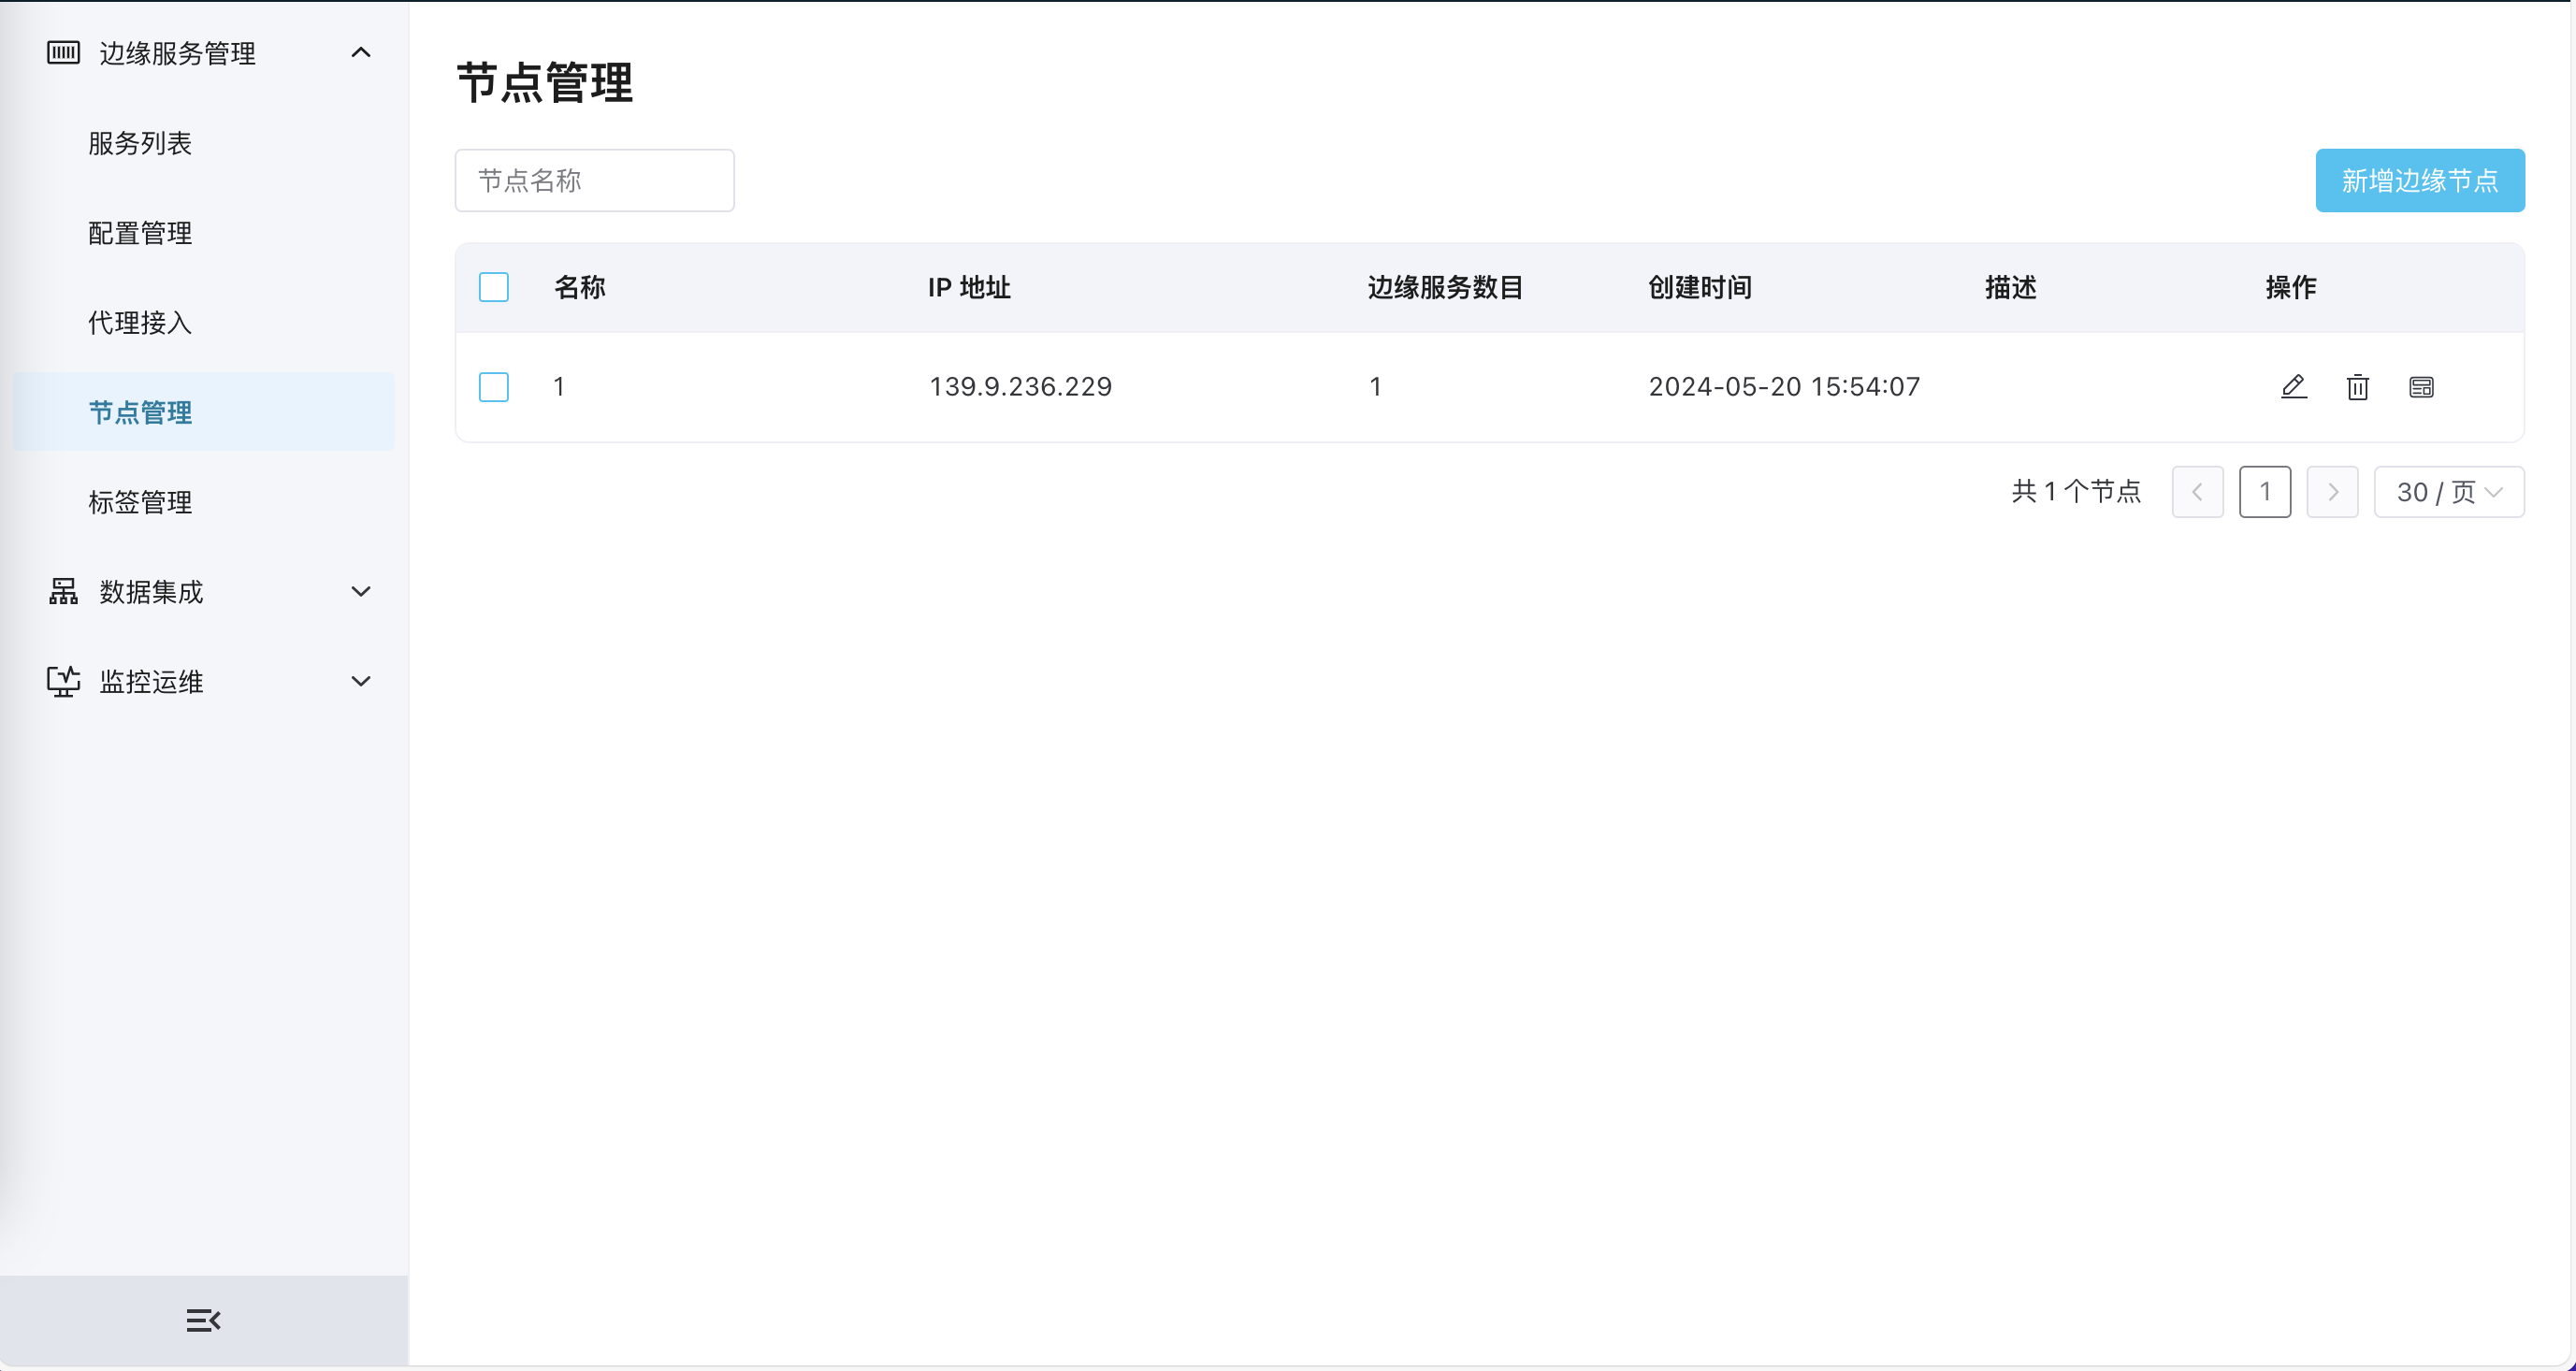 边缘服务管理
服务列表
配置管理
代理接入
节点管理
标签管理
数据集成
监控运维
节点管理
节点名称
新增边缘节点
名称 IP 地址 边缘服务数目 创建时间 描述 操作
1 139.9.236.229 1 2024-05-20 15:54:07
共 1 个节点 1 30 / 页